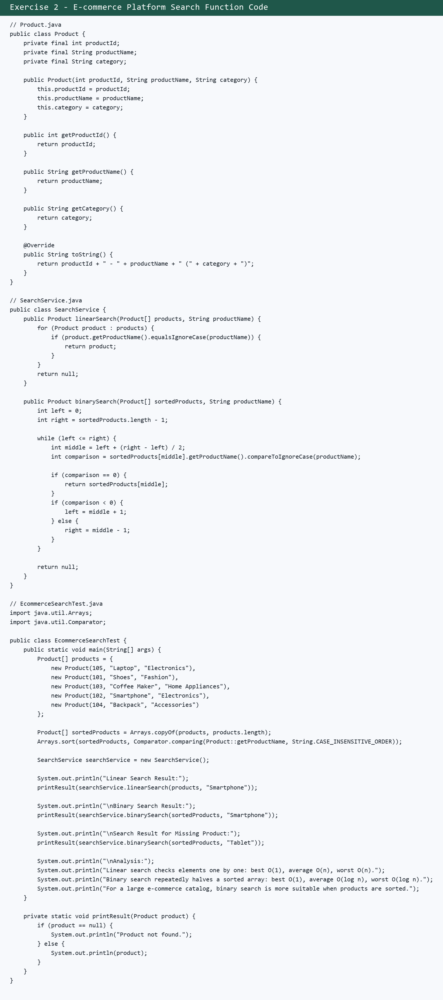 Exercise 2 - E-commerce Platform Search Function Code
// Product.java
public class Product {
    private final int productId;
    private final String productName;
    private final String category;

    public Product(int productId, String productName, String category) {
        this.productId = productId;
        this.productName = productName;
        this.category = category;
    }

    public int getProductId() {
        return productId;
    }

    public String getProductName() {
        return productName;
    }

    public String getCategory() {
        return category;
    }

    @Override
    public String toString() {
        return productId + " - " + productName + " (" + category + ")";
    }
}

// SearchService.java
public class SearchService {
    public Product linearSearch(Product[] products, String productName) {
        for (Product product : products) {
            if (product.getProductName().equalsIgnoreCase(productName)) {
                return product;
            }
        }
        return null;
    }

    public Product binarySearch(Product[] sortedProducts, String productName) {
        int left = 0;
        int right = sortedProducts.length - 1;

        while (left <= right) {
            int middle = left + (right - left) / 2;
            int comparison = sortedProducts[middle].getProductName().compareToIgnoreCase(productName);

            if (comparison == 0) {
                return sortedProducts[middle];
            }
            if (comparison < 0) {
                left = middle + 1;
            } else {
                right = middle - 1;
            }
        }

        return null;
    }
}

// EcommerceSearchTest.java
import java.util.Arrays;
import java.util.Comparator;

public class EcommerceSearchTest {
    public static void main(String[] args) {
        Product[] products = {
            new Product(105, "Laptop", "Electronics"),
            new Product(101, "Shoes", "Fashion"),
            new Product(103, "Coffee Maker", "Home Appliances"),
            new Product(102, "Smartphone", "Electronics"),
            new Product(104, "Backpack", "Accessories")
        };

        Product[] sortedProducts = Arrays.copyOf(products, products.length);
        Arrays.sort(sortedProducts, Comparator.comparing(Product::getProductName, String.CASE_INSENSITIVE_ORDER));

        SearchService searchService = new SearchService();

        System.out.println("Linear Search Result:");
        printResult(searchService.linearSearch(products, "Smartphone"));

        System.out.println("\nBinary Search Result:");
        printResult(searchService.binarySearch(sortedProducts, "Smartphone"));

        System.out.println("\nSearch Result for Missing Product:");
        printResult(searchService.binarySearch(sortedProducts, "Tablet"));

        System.out.println("\nAnalysis:");
        System.out.println("Linear search checks elements one by one: best O(1), average O(n), worst O(n).");
        System.out.println("Binary search repeatedly halves a sorted array: best O(1), average O(log n), worst O(log n).");
        System.out.println("For a large e-commerce catalog, binary search is more suitable when products are sorted.");
    }

    private static void printResult(Product product) {
        if (product == null) {
            System.out.println("Product not found.");
        } else {
            System.out.println(product);
        }
    }
}